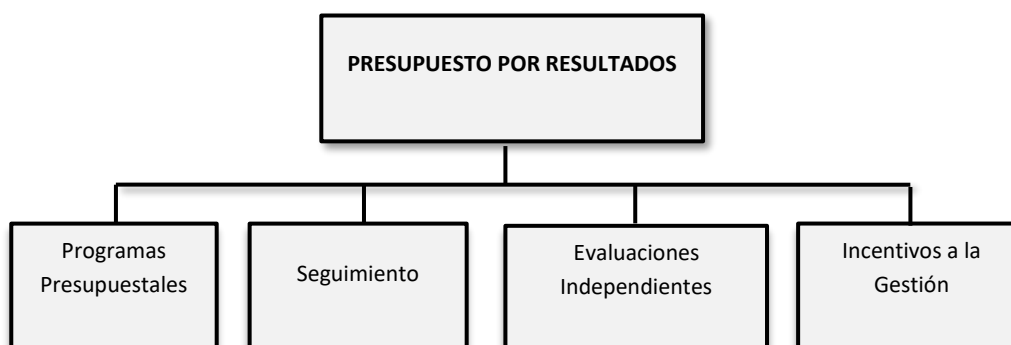 PRESUPUESTO POR RESULTADOS
Programas
Presupuestales
Seguimiento
Evaluaciones
Independientes
Incentivos a la
Gestión